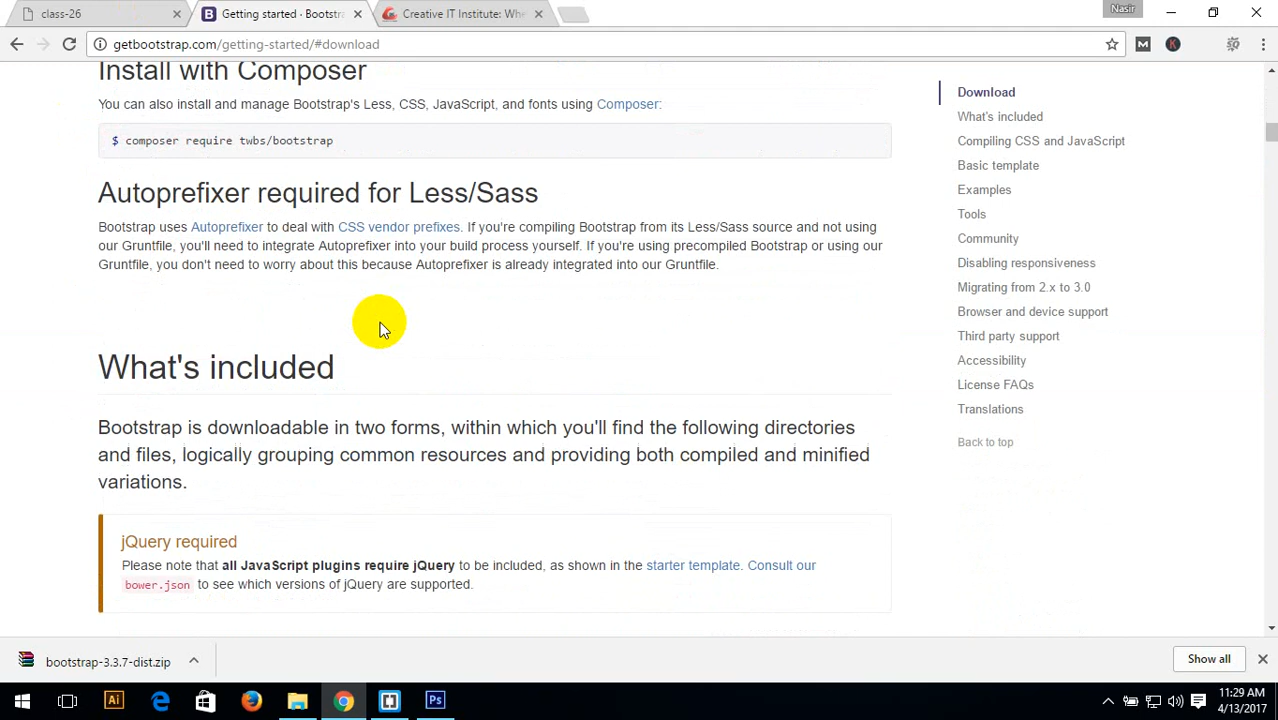 class-26
Getting started · Bootstra
Creative IT Institute: Whe
Nasir
getbootstrap.com/getting-started/#download
Install with Composer
You can also install and manage Bootstrap's Less, CSS, JavaScript, and fonts using Composer:
$ composer require twbs/bootstrap
Autoprefixer required for Less/Sass
Bootstrap uses Autoprefixer to deal with CSS vendor prefixes. If you're compiling Bootstrap from its Less/Sass source and not using
our Gruntfile, you'll need to integrate Autoprefixer into your build process yourself. If you're using precompiled Bootstrap or using our
Gruntfile, you don't need to worry about this because Autoprefixer is already integrated into our Gruntfile.
What's included
Bootstrap is downloadable in two forms, within which you'll find the following directories
and files, logically grouping common resources and providing both compiled and minified
variations.
jQuery required
Please note that all JavaScript plugins require jQuery to be included, as shown in the starter template. Consult our
bower.json to see which versions of jQuery are supported.
Download
What's included
Compiling CSS and JavaScript
Basic template
Examples
Tools
Community
Disabling responsiveness
Migrating from 2.x to 3.0
Browser and device support
Third party support
Accessibility
License FAQs
Translations
Back to top
bootstrap-3.3.7-dist.zip
Show all
11:29 AM
4/13/2017